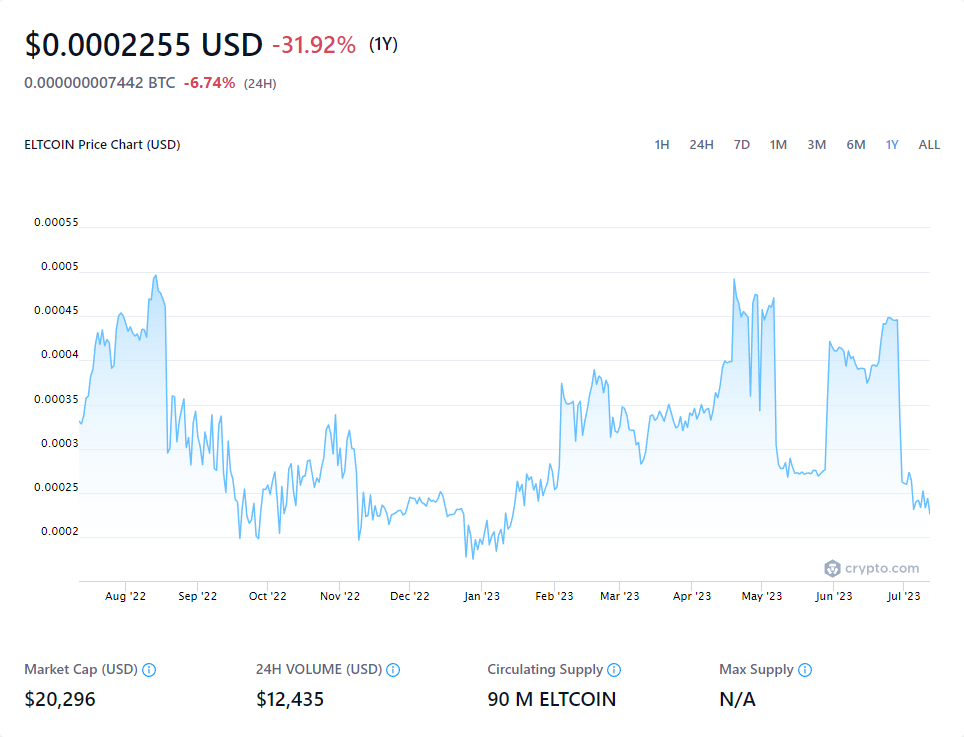 $0.0002255 USD -31.92% (1Y)
0.000000007442 BTC -6.74% (24H)
ELTCOIN Price Chart (USD) 1H 24H 7D 1M 3M 6M 1Y ALL
0.00055
0.0005
0.00045
0.0004
0.00035
0.0003
0.00025
0.0002
crypto.com
Aug '22 Sep '22 Oct '22 Nov '22 Dec '22 Jan '23 Feb '23 Mar '23 Apr '23 May '23 Jun '23 Jul '23
Market Cap (USD) 24H VOLUME (USD) Circulating Supply Max Supply
$20,296 $12,435 90 M ELTCOIN N/A